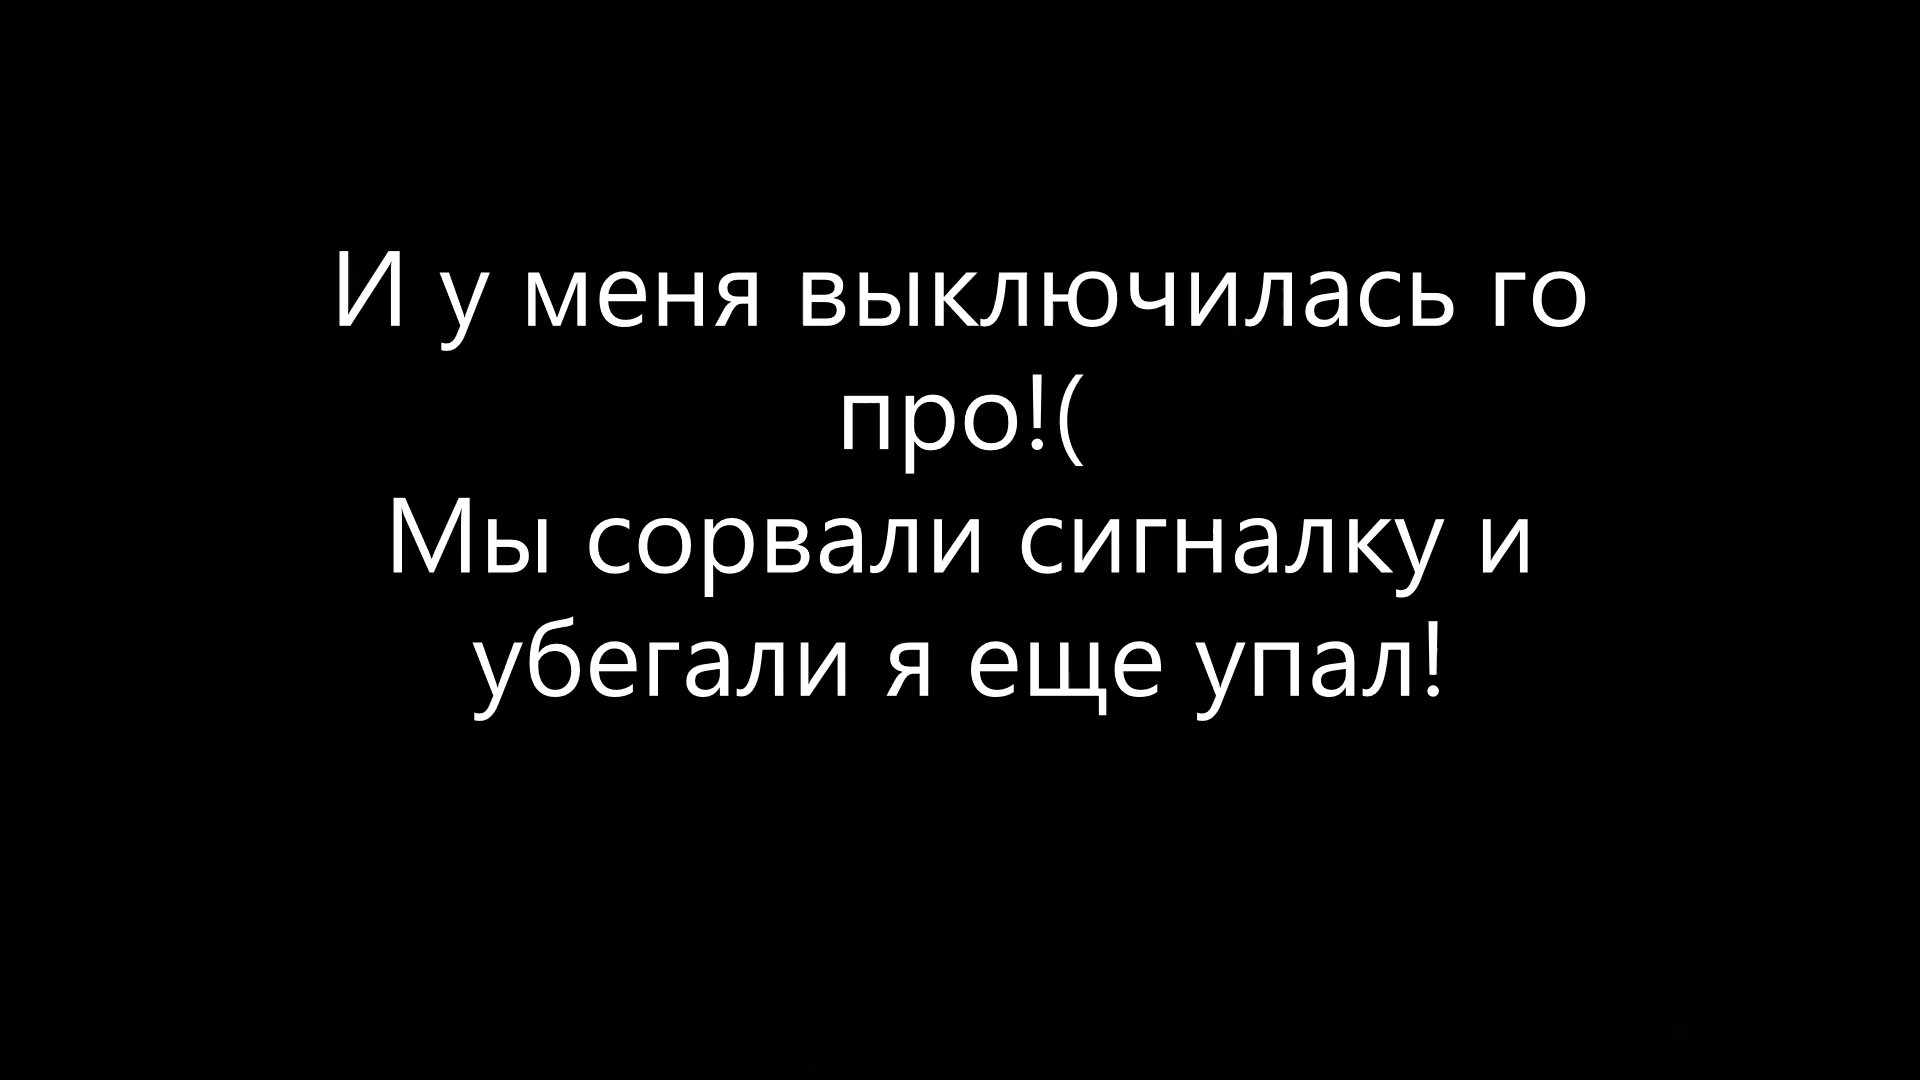 И у меня выключилась го
про!(
Мы сорвали сигналку и
убегали я еще упал!